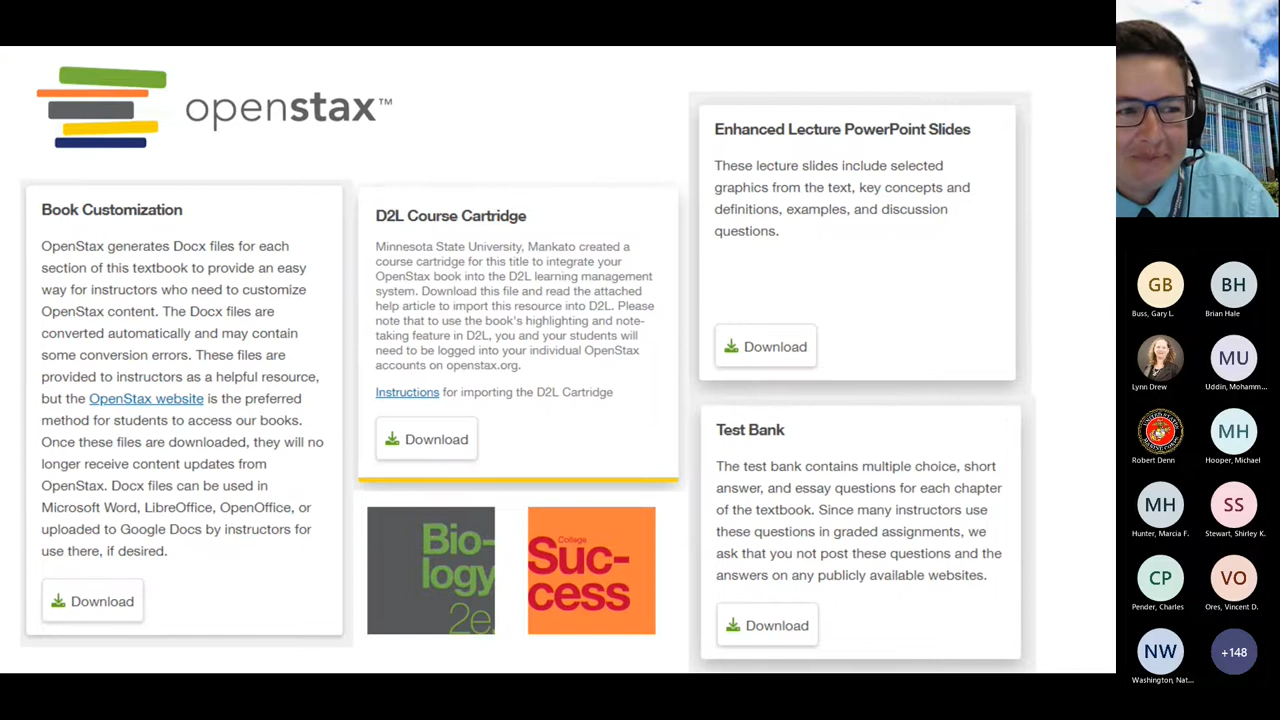 openstax™
Book Customization
OpenStax generates Docx files for each
section of this textbook to provide an easy
way for instructors who need to customize
OpenStax content. The Docx files are
converted automatically and may contain
some conversion errors. These files are
provided to instructors as a helpful resource,
but the OpenStax website is the preferred
method for students to access our books.
Once these files are downloaded, they will no
longer receive content updates from
OpenStax. Docx files can be used in
Microsoft Word, LibreOffice, OpenOffice, or
uploaded to Google Docs by instructors for
use there, if desired.
Download
D2L Course Cartridge
Minnesota State University, Mankato created a
course cartridge for this title to integrate your
OpenStax book into the D2L learning management
system. Download this file and read the attached
help article to import this resource into D2L. Please
note that to use the book's highlighting and note-
taking feature in D2L, you and your students will
need to be logged into your individual OpenStax
accounts on openstax.org.
Instructions for importing the D2L Cartridge
Download
Bio-
logy
2e
College
Suc-
cess
Enhanced Lecture PowerPoint Slides
These lecture slides include selected
graphics from the text, key concepts and
definitions, examples, and discussion
questions.
Download
Test Bank
The test bank contains multiple choice, short
answer, and essay questions for each chapter
of the textbook. Since many instructors use
these questions in graded assignments, we
ask that you not post these questions and the
answers on any publicly available websites.
Download
GB
Buss, Gary L.
BH
Brian Hale
Lynn Drew
MU
Uddin, Mohamm...
Robert Denn
MH
Hooper, Michael
MH
Hunter, Marcia F.
SS
Stewart, Shirley K.
CP
Pender, Charles
VO
Ores, Vincent D.
NW
Washington, Nat...
+148